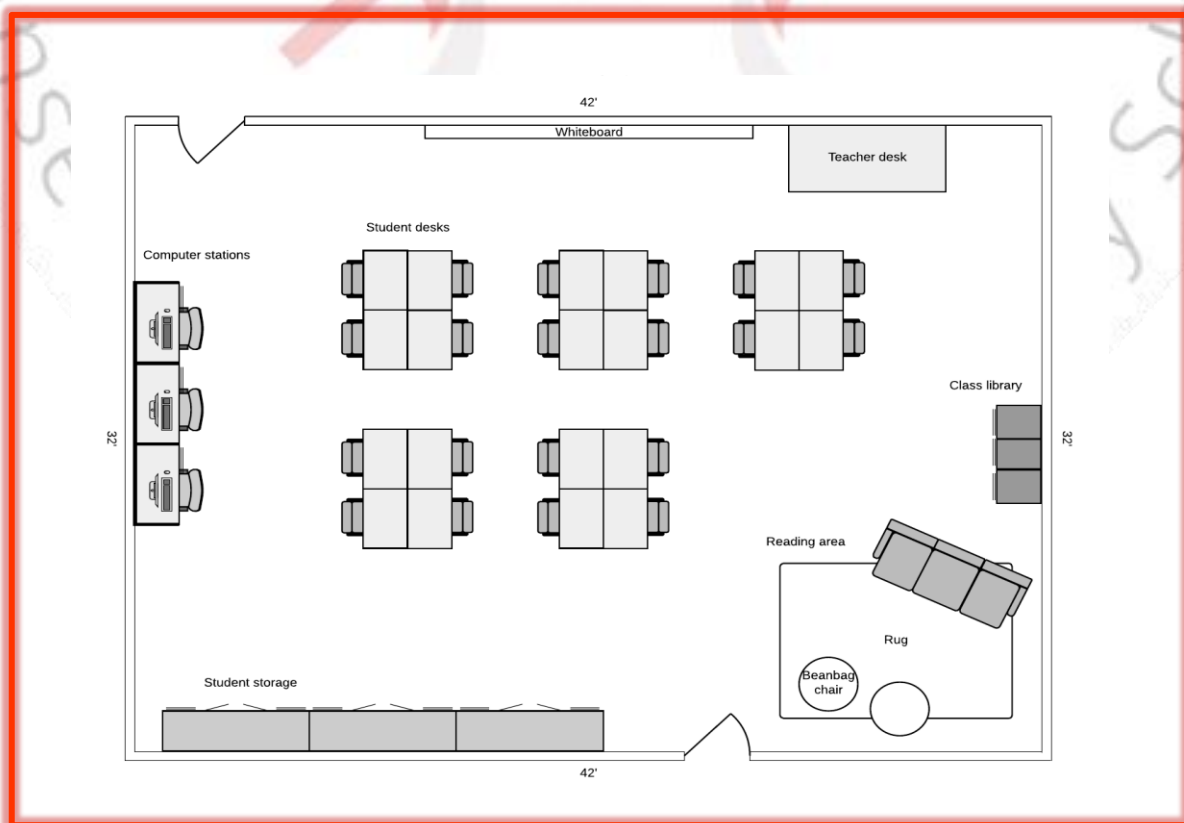 42'
Whiteboard
Teacher desk
Student desks
Computer stations
Class library
32'
32'
Reading area
Rug
Beanbag
chair
Student storage
42'